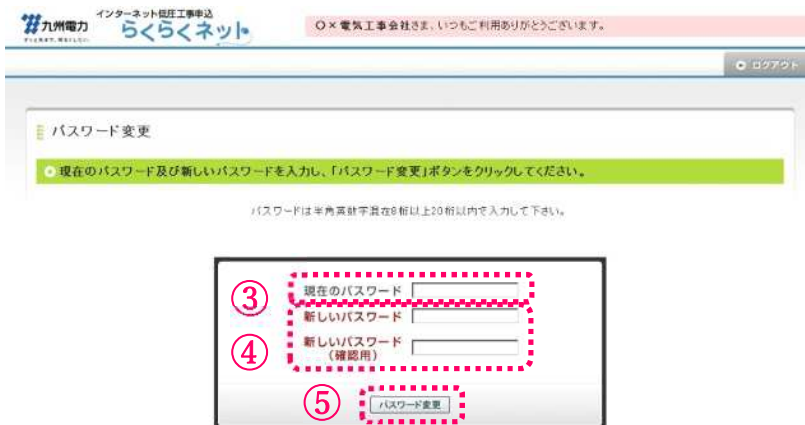 九州電力
インターネット低圧工事申込
らくらくネット
○×電気工事会社さま、いつもご利用ありがとうございます。
ログアウト
パスワード変更
現在のパスワード及び新しいパスワードを入力し、「パスワード変更」ボタンをクリックしてください。
パスワードは半角英数字混在8桁以上20桁以内で入力して下さい。
③ 現在のパスワード
新しいパスワード
④ 新しいパスワード
(確認用)
⑤ パスワード変更